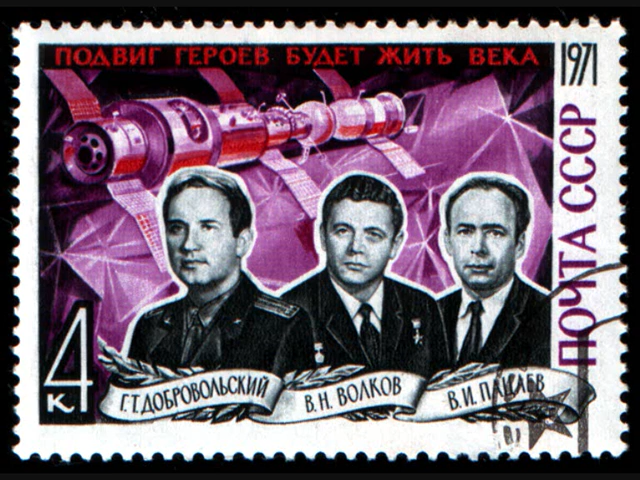 ПОДВИГ ГЕРОЕВ БУДЕТ ЖИТЬ ВЕКА
1971
ПОЧТА СССР
4
К
Г.Т. ДОБРОВОЛЬСКИЙ
В.Н. ВОЛКОВ
В.И. ПАЦАЕВ